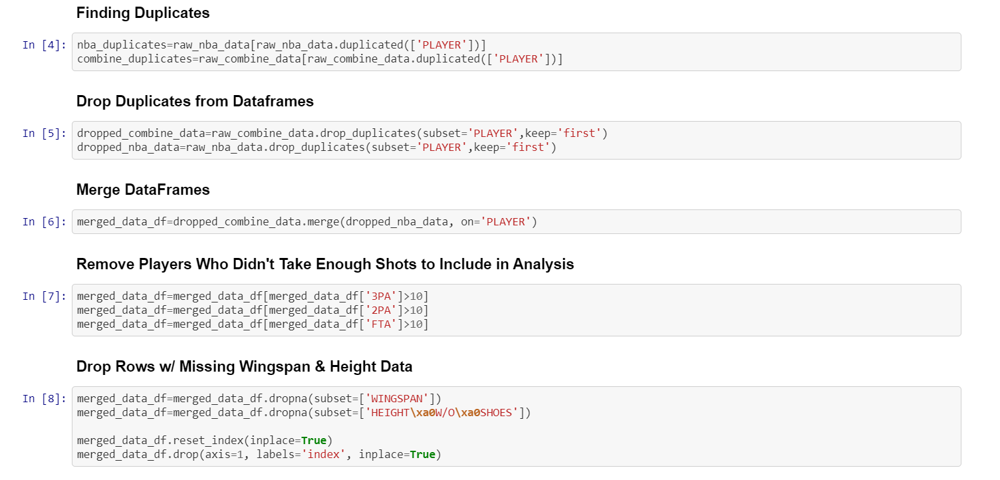 Finding Duplicates
In [4]: nba_duplicates=raw_nba_data[raw_nba_data.duplicated(['PLAYER'])]
combine_duplicates=raw_combine_data[raw_combine_data.duplicated(['PLAYER'])]
Drop Duplicates from Dataframes
In [5]: dropped_combine_data=raw_combine_data.drop_duplicates(subset='PLAYER',keep='first')
dropped_nba_data=raw_nba_data.drop_duplicates(subset='PLAYER',keep='first')
Merge DataFrames
In [6]: merged_data_df=dropped_combine_data.merge(dropped_nba_data, on='PLAYER')
Remove Players Who Didn't Take Enough Shots to Include in Analysis
In [7]: merged_data_df=merged_data_df[merged_data_df['3PA']>10]
merged_data_df=merged_data_df[merged_data_df['2PA']>10]
merged_data_df=merged_data_df[merged_data_df['FTA']>10]
Drop Rows w/ Missing Wingspan & Height Data
In [8]: merged_data_df=merged_data_df.dropna(subset=['WINGSPAN'])
merged_data_df=merged_data_df.dropna(subset=['HEIGHT\xa0W/O\xa0SHOES'])
merged_data_df.reset_index(inplace=True)
merged_data_df.drop(axis=1, labels='index', inplace=True)